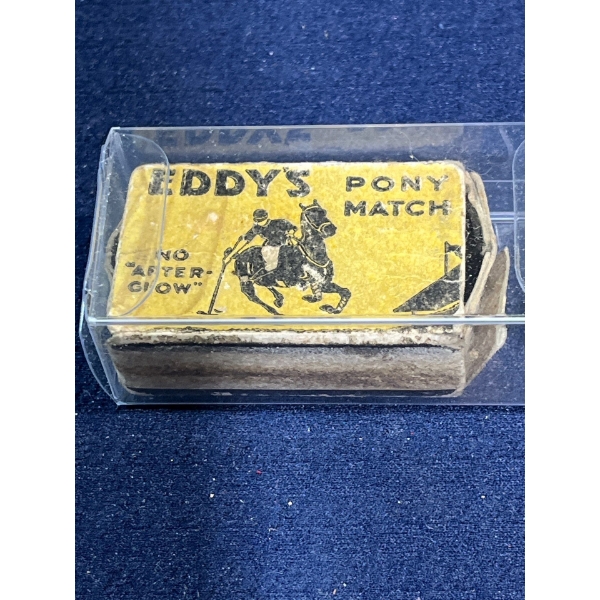 EDDY'S
PONY
MATCH
NO
"AFTER-
GLOW"